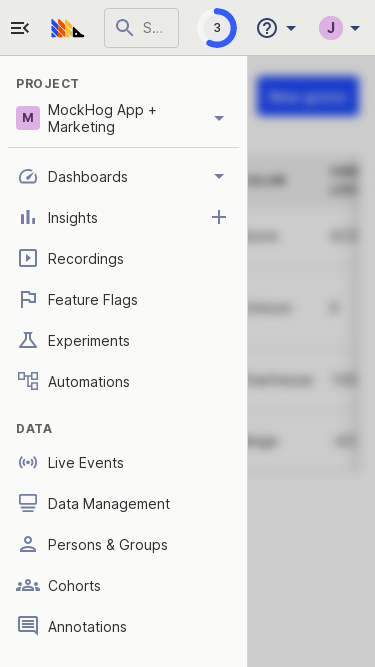 S...
3
J
PROJECT
M
MockHog App +
Marketing
Dashboards
Insights
Recordings
Feature Flags
Experiments
Automations
DATA
Live Events
Data Management
Persons & Groups
Cohorts
Annotations